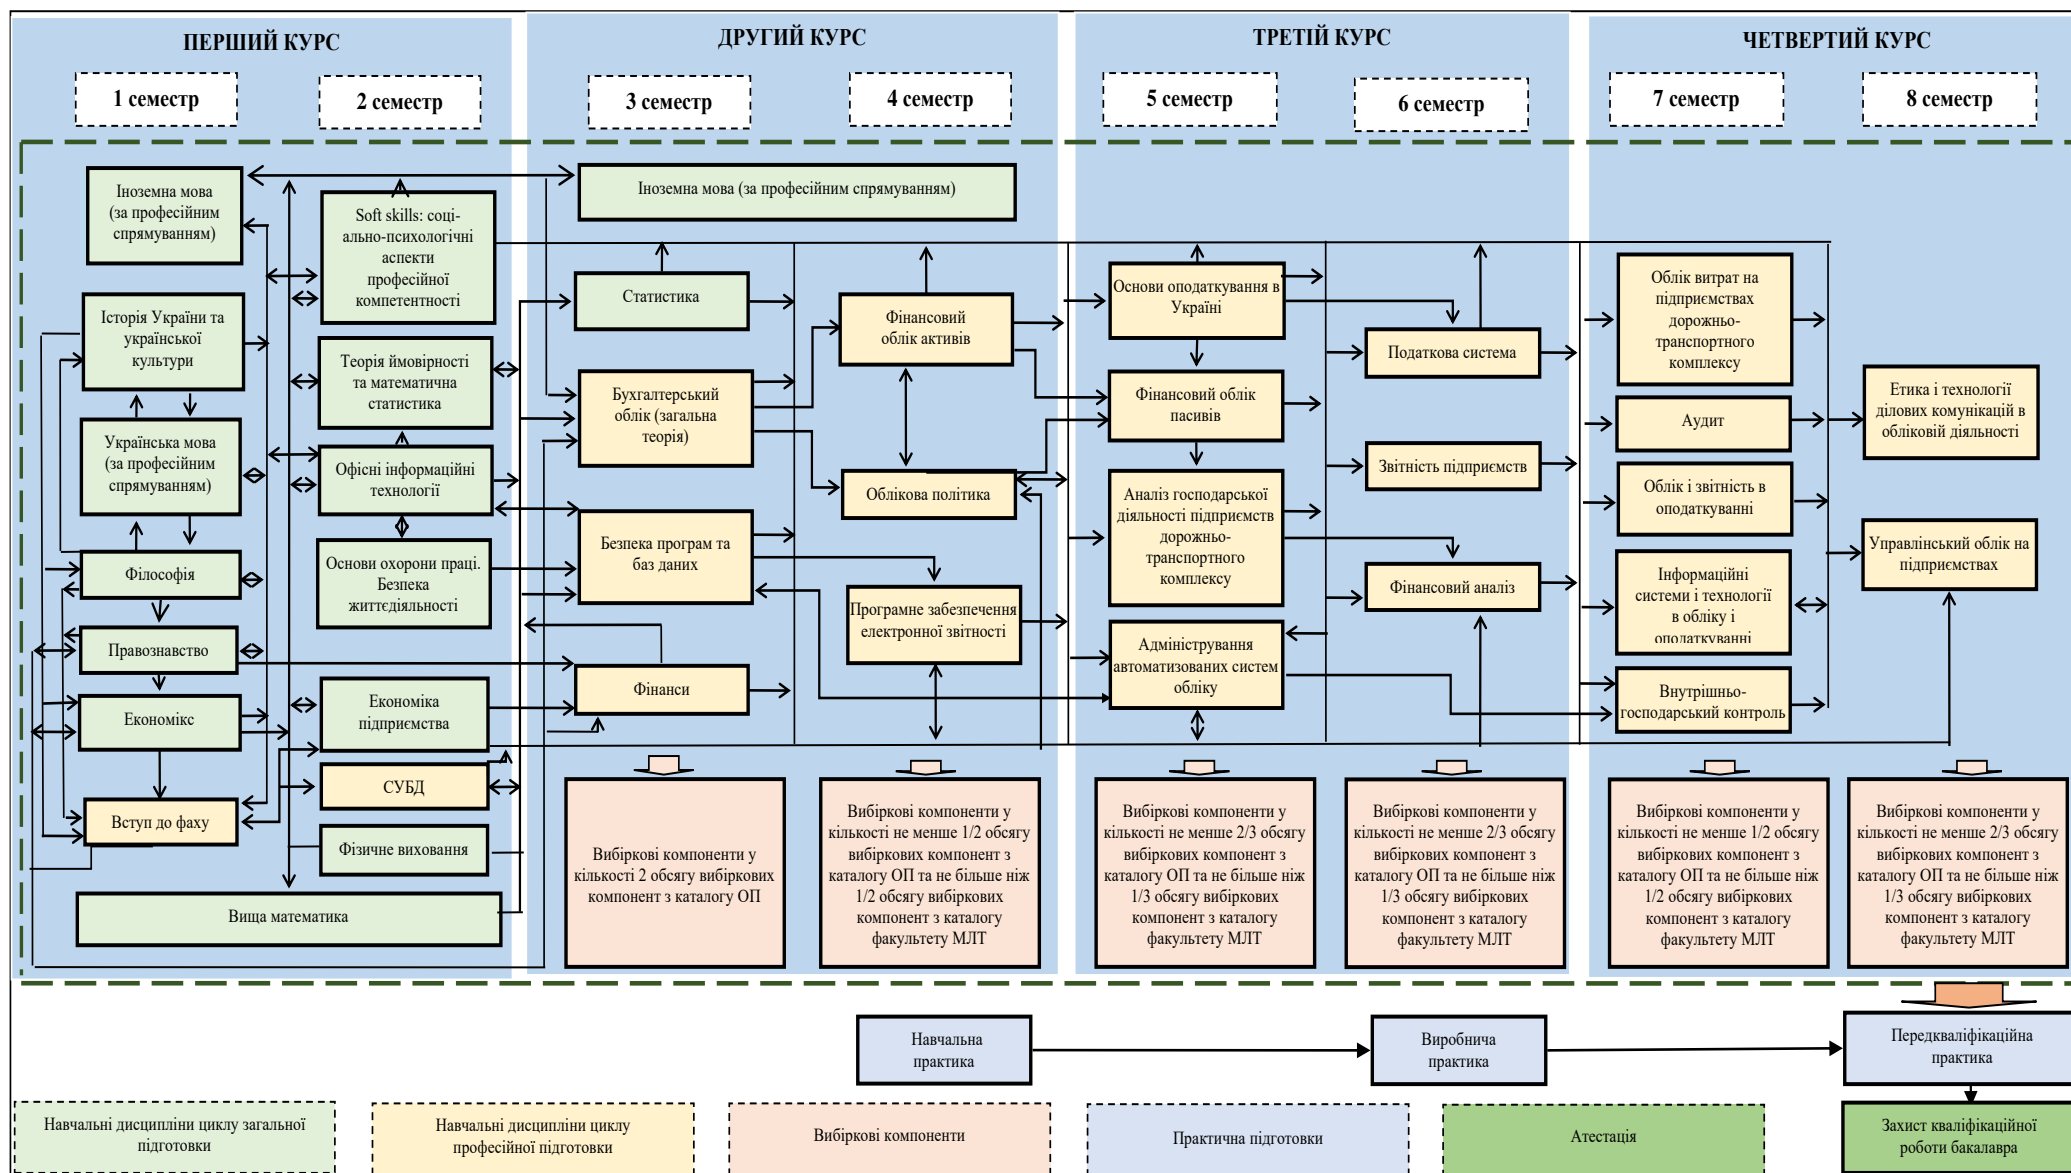 ПЕРШИЙ КУРС
ДРУГИЙ КУРС
ТРЕТІЙ КУРС
ЧЕТВЕРТИЙ КУРС
1 семестр
2 семестр
3 семестр
4 семестр
5 семестр
6 семестр
7 семестр
8 семестр
Іноземна мова
(за професійним
спрямуванням)
Історія України та
української
культури
Українська мова
(за професійним
спрямуванням)
Філософія
Правознавство
Економікс
Вступ до фаху
Вища математика
Soft skills: соці-
ально-психологічні
аспекти
професійної
компетентності
Теорія ймовірності
та математична
статистика
Офісні інформаційні
технології
Основи охорони праці.
Безпека
життєдіяльності
Економіка
підприємства
СУБД
Фізичне виховання
Іноземна мова (за професійним спрямуванням)
Статистика
Бухгалтерський
облік (загальна
теорія)
Безпека програм та
баз даних
Фінанси
Фінансовий
облік активів
Облікова політика
Програмне забезпечення
електронної звітності
Основи оподаткування в
Україні
Фінансовий облік
пасивів
Аналіз господарської
діяльності підприємств
дорожньо-
транспортного
комплексу
Адміністрування
автоматизованих систем
обліку
Податкова система
Звітність підприємств
Фінансовий аналіз
Облік витрат на
підприємствах
дорожньо-
транспортного
комплексу
Аудит
Облік і звітність в
оподаткуванні
Інформаційні
системи і технології
в обліку і
оподаткуванні
Внутрішньо-
господарський контроль
Етика і технології
ділових комунікацій в
обліковій діяльності
Управлінський облік на
підприємствах
Вибіркові компоненти у
кількості 2 обсягу вибіркових
компонент з каталогу ОП
Вибіркові компоненти у
кількості не менше 1/2 обсягу
вибіркових компонент з
каталогу ОП та не більше ніж
1/2 обсягу вибіркових
компонент з каталогу
факультету МЛТ
Вибіркові компоненти у
кількості не менше 2/3 обсягу
вибіркових компонент з
каталогу ОП та не більше ніж
1/3 обсягу вибіркових
компонент з каталогу
факультету МЛТ
Вибіркові компоненти у
кількості не менше 2/3 обсягу
вибіркових компонент з
каталогу ОП та не більше ніж
1/3 обсягу вибіркових
компонент з каталогу
факультету МЛТ
Вибіркові компоненти у
кількості не менше 1/2 обсягу
вибіркових компонент з
каталогу ОП та не більше ніж
1/2 обсягу вибіркових
компонент з каталогу
факультету МЛТ
Вибіркові компоненти у
кількості не менше 2/3 обсягу
вибіркових компонент з
каталогу ОП та не більше ніж
1/3 обсягу вибіркових
компонент з каталогу
факультету МЛТ
Навчальна
практика
Виробнича
практика
Передкваліфікаційна
практика
Навчальні дисципліни циклу загальної
підготовки
Навчальні дисципліни циклу
професійної підготовки
Вибіркові компоненти
Практична підготовки
Атестація
Захист кваліфікаційної
роботи бакалавра